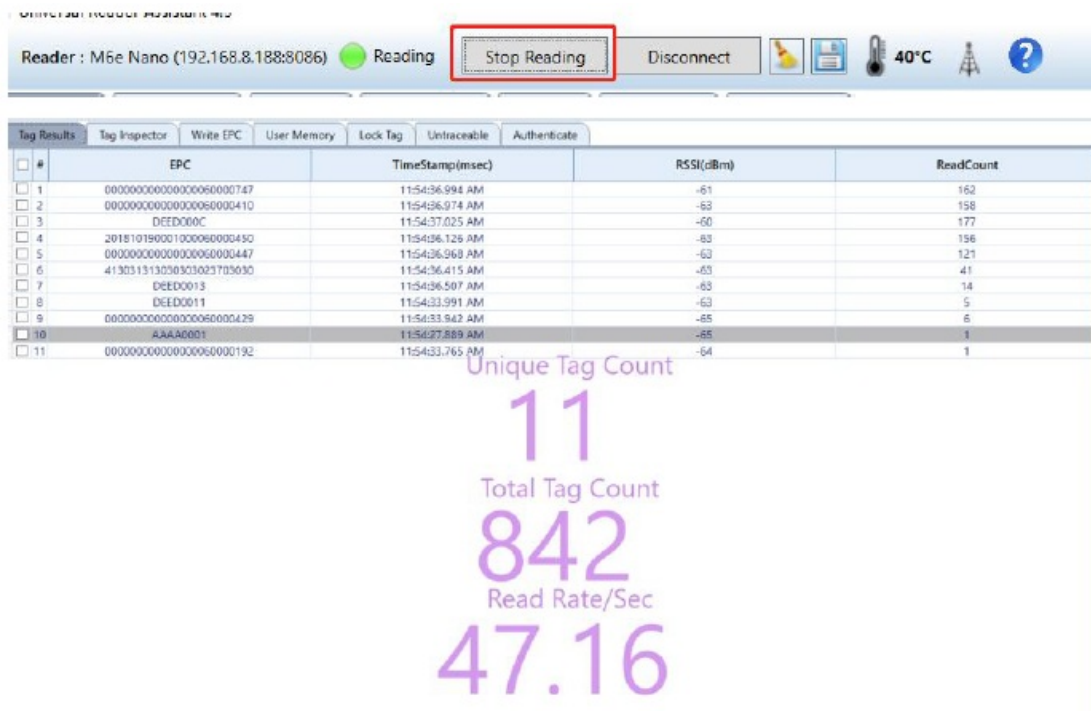 Universal Reader Assistant 4.5
Reader : M6e Nano (192.168.8.188:8086) Reading Stop Reading Disconnect 40°C ?
Tag Results Tag Inspector Write EPC User Memory Lock Tag Untraceable Authenticate
# EPC TimeStamp(msec) RSSI(dBm) ReadCount
1 000000000000000060000747 11:54:36.994 AM -61 162
2 000000000000000060000410 11:54:36.974 AM -63 158
3 DEED000C 11:54:37.025 AM -60 177
4 201810190001000060000450 11:54:36.126 AM -63 156
5 000000000000000060000447 11:54:36.968 AM -63 121
6 11:54:36.415 AM -63 41
7 DEED0013 11:54:36.507 AM -63 14
8 DEED0011 11:54:33.991 AM -63 5
9 000000000000000060000429 11:54:33.942 AM -65 6
10 AAAA0001 11:54:27.889 AM -65 1
11 000000000000000060000192 11:54:33.765 AM -64 1
Unique Tag Count
11
Total Tag Count
842
Read Rate/Sec
47.16